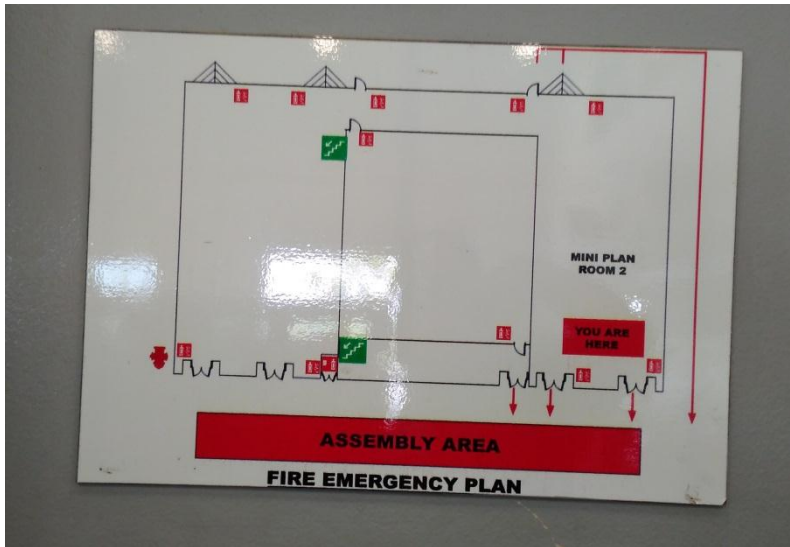 MINI PLAN
ROOM 2
YOU ARE
HERE
ASSEMBLY AREA
FIRE EMERGENCY PLAN